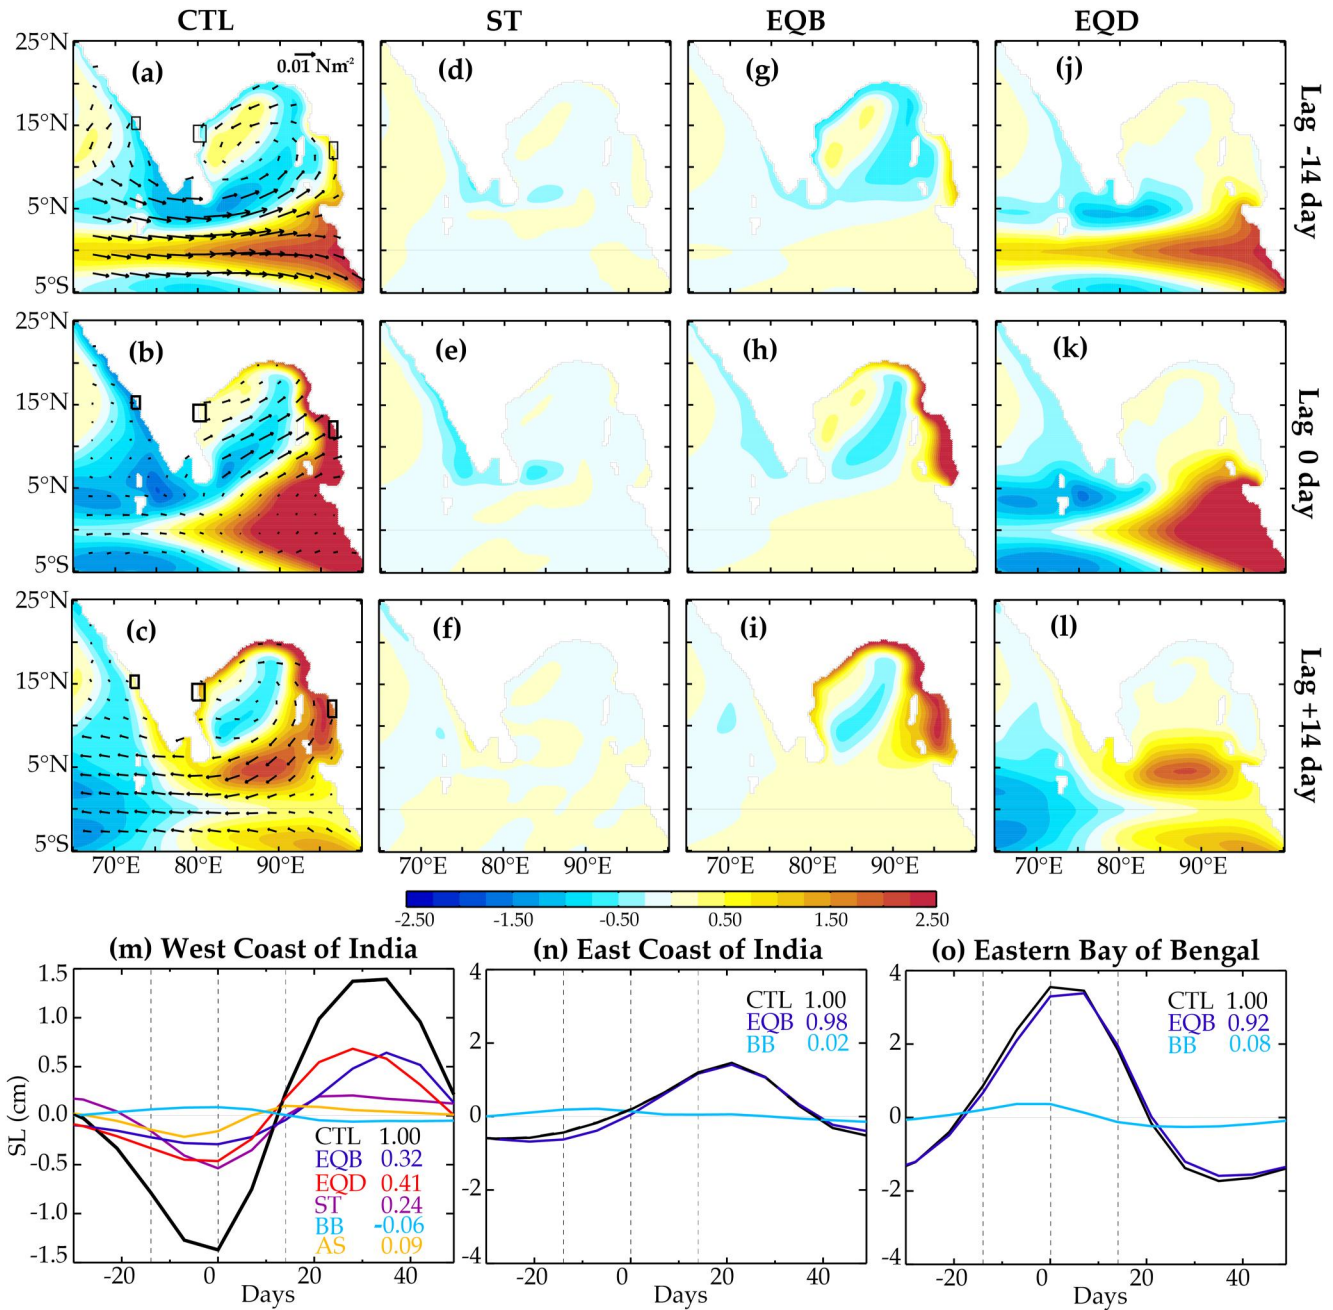 CTL ST EQB EQD
25°N (a) 0.01 Nm-2 (d) (g) (j)
15°N
5°N
5°S
Lag -14 day
25°N (b) (e) (h) (k)
15°N
5°N
5°S
Lag 0 day
25°N (c) (f) (i) (l)
15°N
5°N
5°S
Lag +14 day
70°E 80°E 90°E 70°E 80°E 90°E 70°E 80°E 90°E 70°E 80°E 90°E
-2.50 -1.50 -0.50 0.50 1.50 2.50
(m) West Coast of India
1.5
1.0
0.5
0.0
-0.5
-1.0
-1.5
SL (cm)
CTL 1.00
EQB 0.32
EQD 0.41
ST 0.24
BB -0.06
AS 0.09
-20 0 20 40
Days
(n) East Coast of India
4
2
0
-2
-4
CTL 1.00
EQB 0.98
BB 0.02
-20 0 20 40
Days
(o) Eastern Bay of Bengal
4
2
0
-2
-4
CTL 1.00
EQB 0.92
BB 0.08
-20 0 20 40
Days